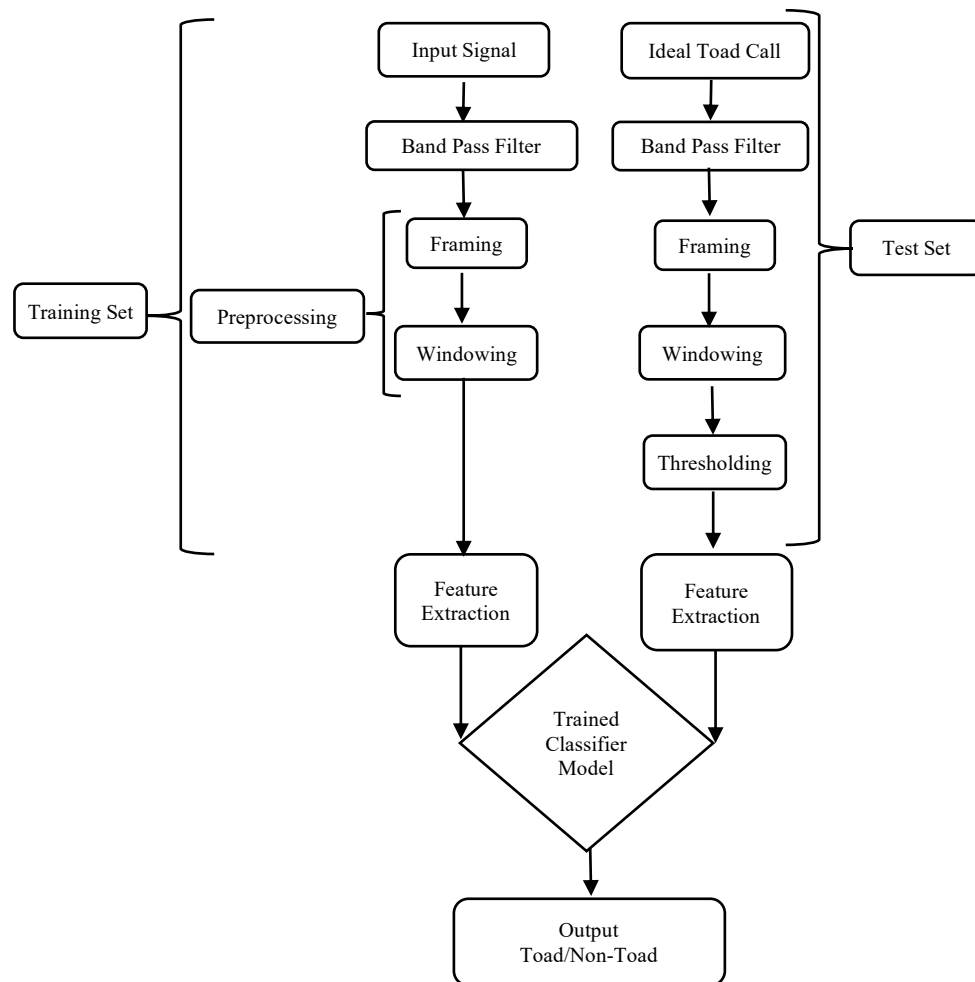 Input Signal
Ideal Toad Call
Band Pass Filter
Band Pass Filter
Framing
Framing
Test Set
Training Set
Preprocessing
Windowing
Windowing
Thresholding
Feature
Extraction
Feature
Extraction
Trained
Classifier
Model
Output
Toad/Non-Toad